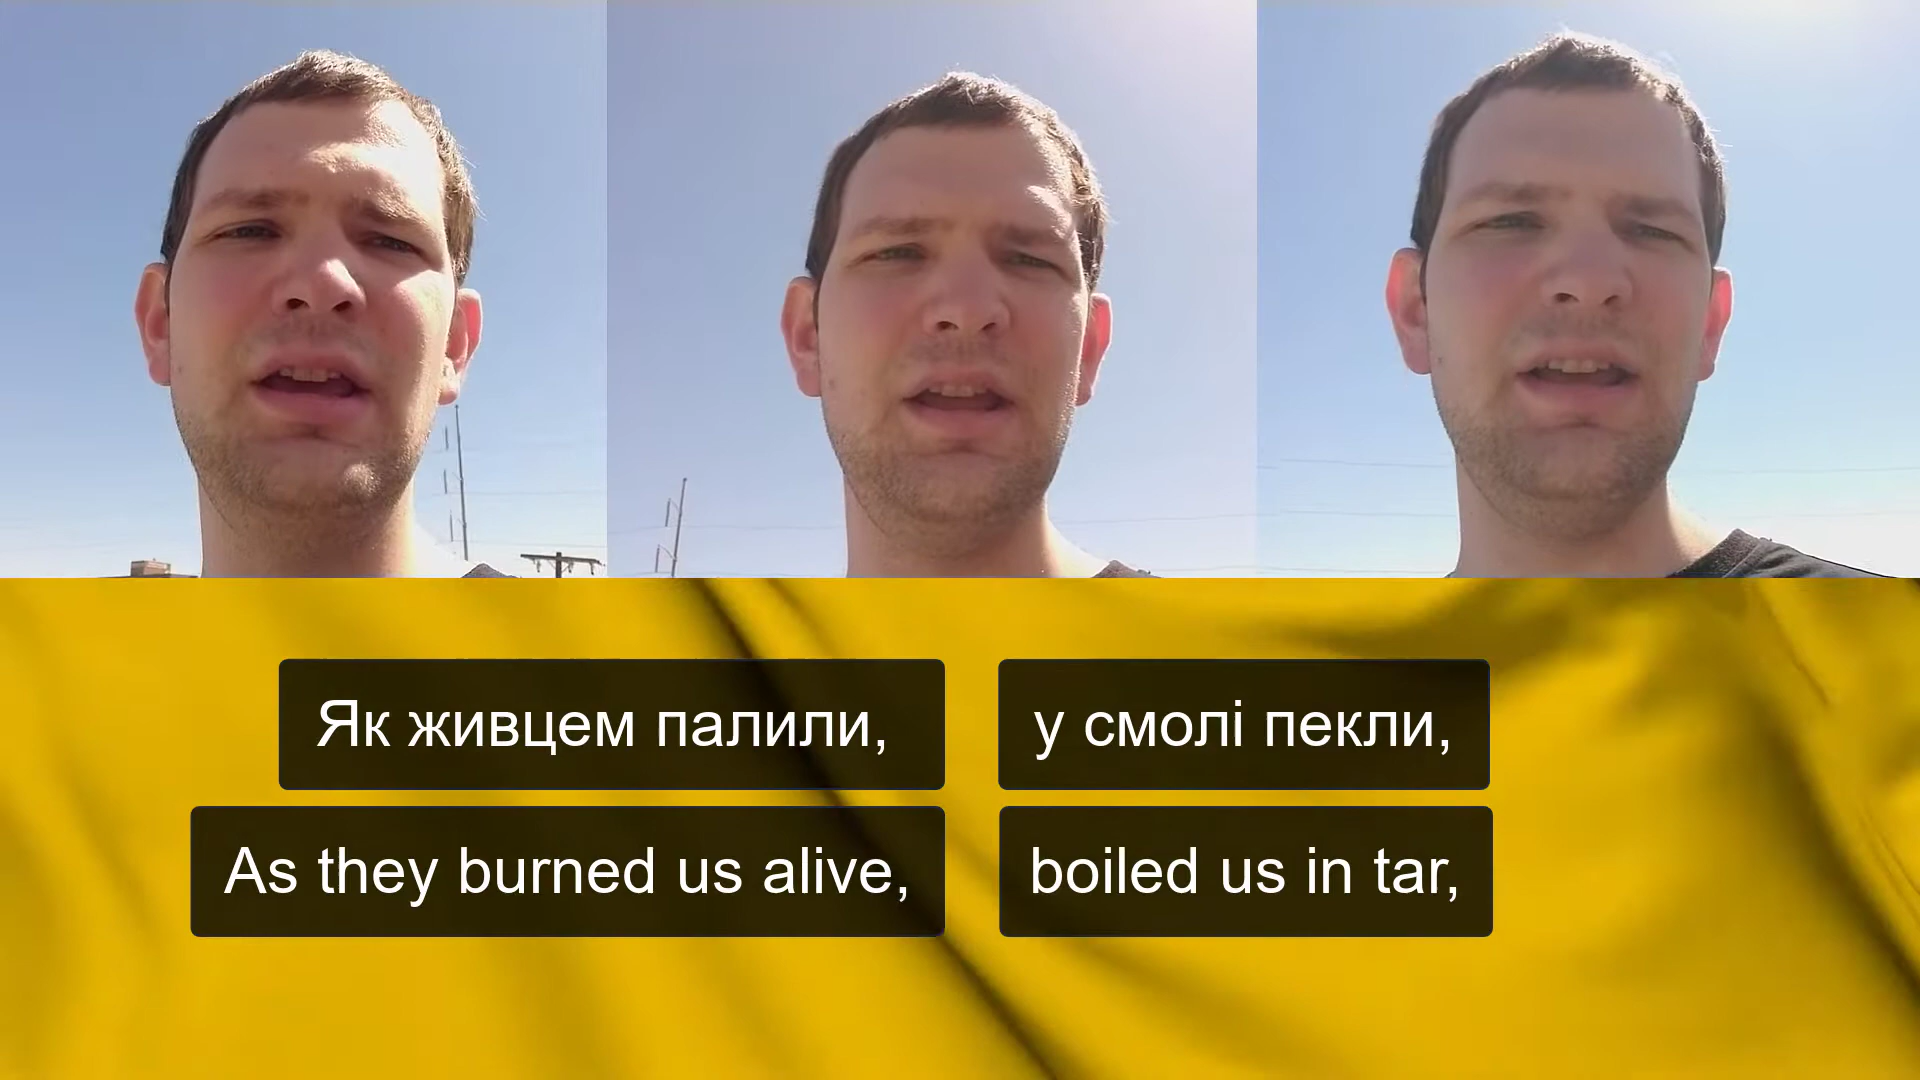 Як живцем палили, у смолі пекли,
As they burned us alive, boiled us in tar,